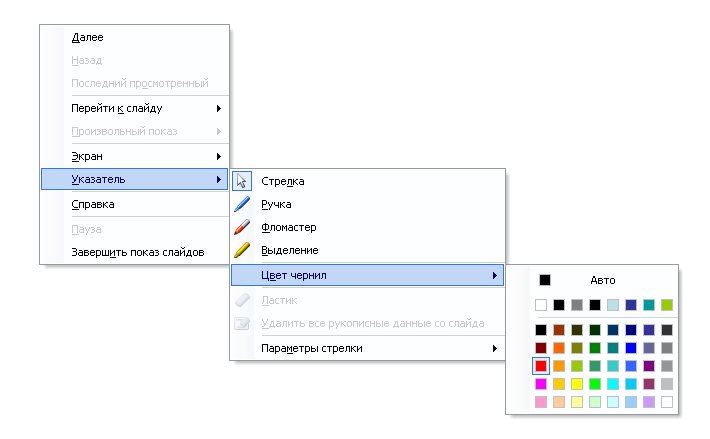 Далее
Назад
Последний просмотренный
Перейти к слайду
Произвольный показ
Экран
Указатель
Справка
Пауза
Завершить показ слайдов
Стрелка
Ручка
Фломастер
Выделение
Цвет чернил
Ластик
Удалить все рукописные данные со слайда
Параметры стрелки
Авто